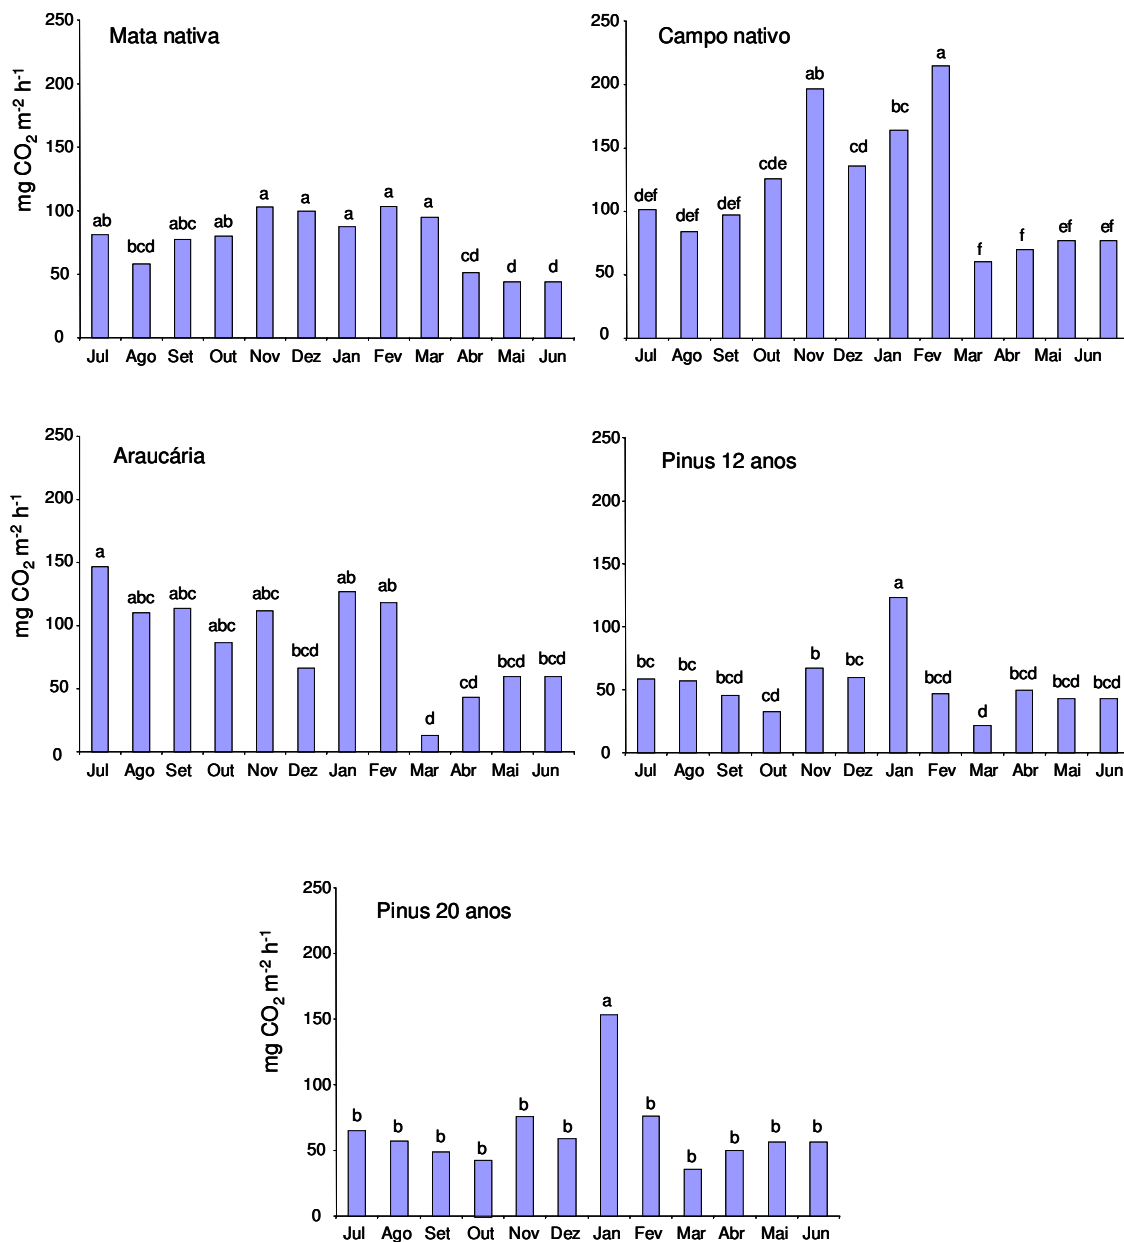 Mata nativa
mg CO2 m-2 h-1
250
200
150
100
50
0
ab
bcd
abc
ab
a
a
a
a
a
cd
d
d
Jul Ago Set Out Nov Dez Jan Fev Mar Abr Mai Jun
Campo nativo
250
200
150
100
50
0
def
def
def
cde
ab
cd
bc
a
f
f
ef
ef
Jul Ago Set Out Nov Dez Jan Fev Mar Abr Mai Jun
Araucária
mg CO2 m-2 h-1
250
200
150
100
50
0
a
abc
abc
abc
abc
bcd
ab
ab
d
cd
bcd
bcd
Jul Ago Set Out Nov Dez Jan Fev Mar Abr Mai Jun
Pinus 12 anos
250
200
150
100
50
0
bc
bc
bcd
cd
b
bc
a
bcd
d
bcd
bcd
bcd
Jul Ago Set Out Nov Dez Jan Fev Mar Abr Mai Jun
Pinus 20 anos
mg CO2 m-2 h-1
250
200
150
100
50
0
b
b
b
b
b
b
a
b
b
b
b
b
Jul Ago Set Out Nov Dez Jan Fev Mar Abr Mai Jun